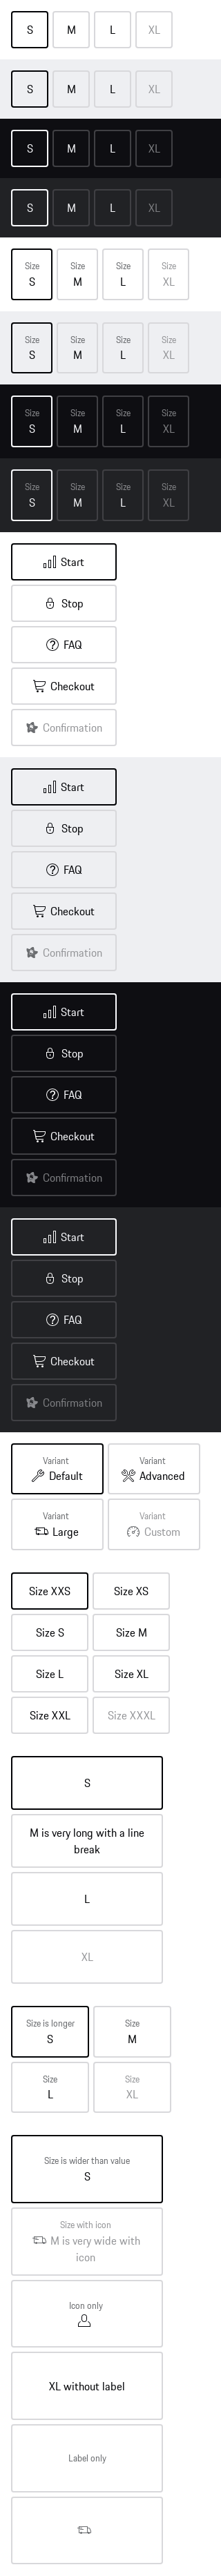 S M L XL
S M L XL
S M L XL
S M L XL
Size Size Size Size
S M L XL
Size Size Size Size
S M L XL
Size Size Size Size
S M L XL
Size Size Size Size
S M L XL
Start
Stop
FAQ
Checkout
Confirmation
Start
Stop
FAQ
Checkout
Confirmation
Start
Stop
FAQ
Checkout
Confirmation
Start
Stop
FAQ
Checkout
Confirmation
Variant Variant
Default Advanced
Variant Variant
Large Custom
Size XXS Size XS
Size S Size M
Size L Size XL
Size XXL Size XXXL
S
M is very long with a line
break
L
XL
Size is longer Size
S M
Size Size
L XL
Size is wider than value
S
Size with Icon
M is very wide with
icon
Icon only
XL without label
Label only